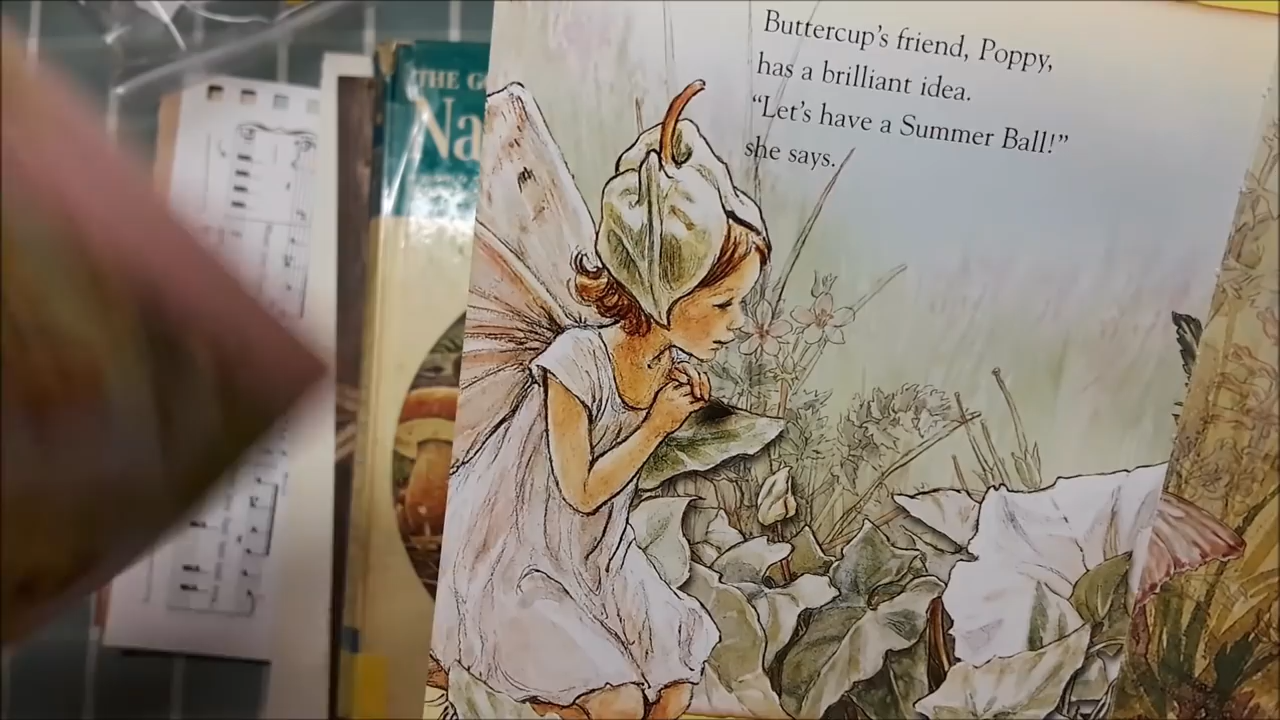 Buttercup's friend, Poppy,
has a brilliant idea.
“Let's have a Summer Ball!”
she says.
THE G
Na